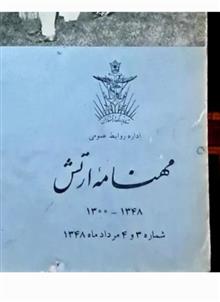 اداره روابط عمومی
مهنامه ارتش
۱۳۴۸ - ۱۳۰۰
شماره ۳ و ۴ مرداد ماه ۱۳۴۸